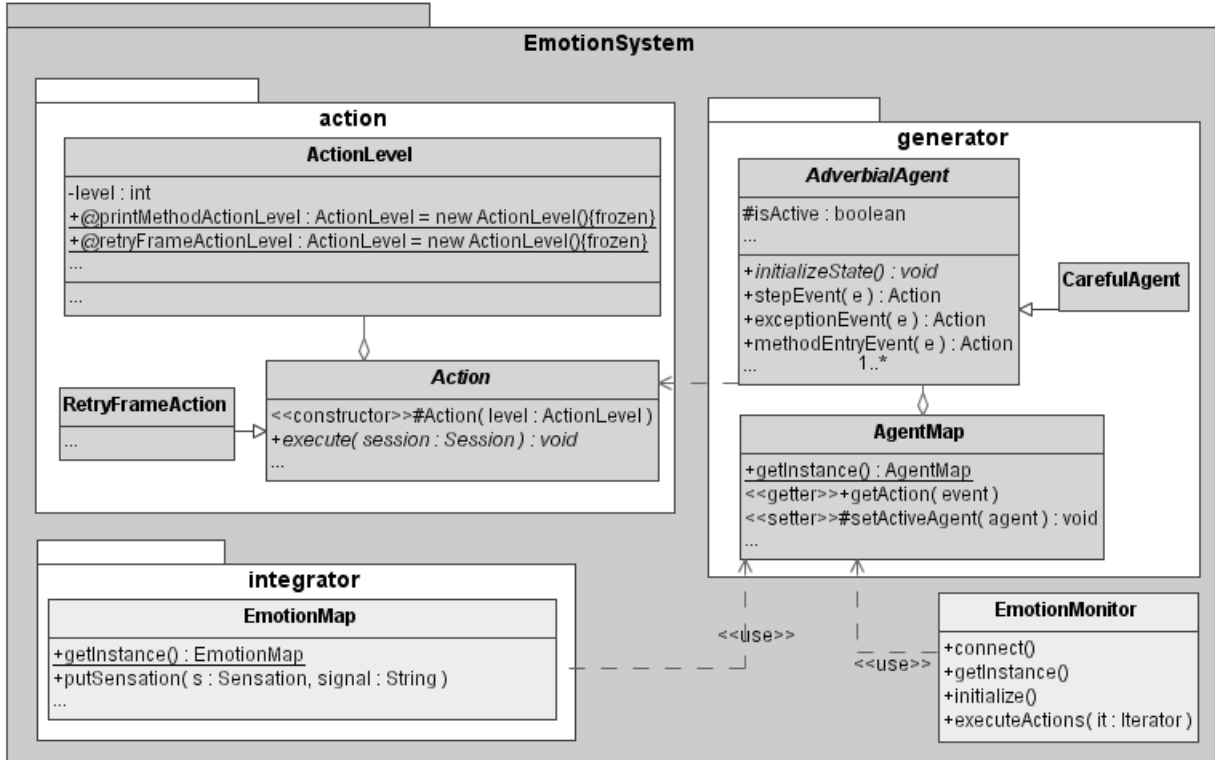 EmotionSystem
action
ActionLevel
-level : int
+@printMethodActionLevel : ActionLevel = new ActionLevel(){frozen}
+@retryFrameActionLevel : ActionLevel = new ActionLevel(){frozen}
...
...
Action
<<constructor>>#Action( level : ActionLevel )
+execute( session : Session ) : void
...
RetryFrameAction
...
generator
AdverbialAgent
#isActive : boolean
...
+initializeState() : void
+stepEvent( e ) : Action
+exceptionEvent( e ) : Action
+methodEntryEvent( e ) : Action
... 1..*
CarefulAgent
AgentMap
+getInstance() : AgentMap
<<getter>>+getAction( event )
<<setter>>#setActiveAgent( agent ) : void
...
integrator
EmotionMap
+getInstance() : EmotionMap
+putSensation( s : Sensation, signal : String )
...
<<use>>
<<use>>
EmotionMonitor
+connect()
+getInstance()
+initialize()
+executeActions( it : Iterator )